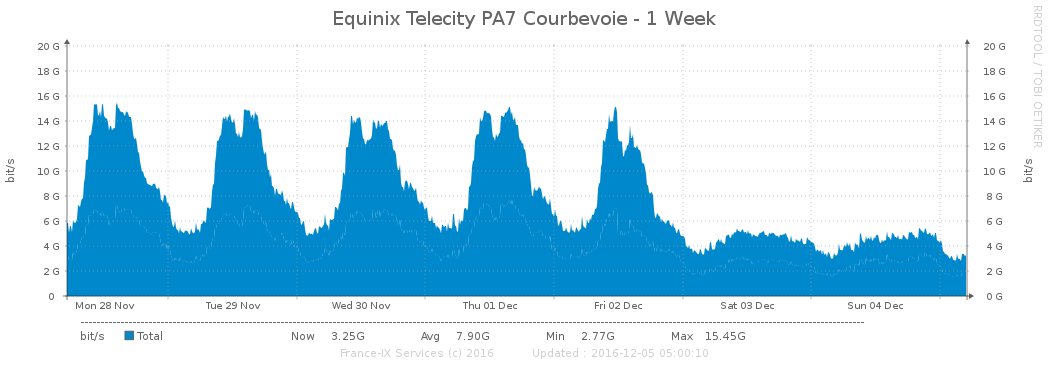 Equinix Telecity PA7 Courbevoie - 1 Week
RRDTOOL / TOBI OETIKER
bit/s
20 G
18 G
16 G
14 G
12 G
10 G
8 G
6 G
4 G
2 G
0
20 G
18 G
16 G
14 G
12 G
10 G
8 G
6 G
4 G
2 G
0 G
bit/s
Mon 28 Nov Tue 29 Nov Wed 30 Nov Thu 01 Dec Fri 02 Dec Sat 03 Dec Sun 04 Dec
bit/s Total Now 3.25G Avg 7.90G Min 2.77G Max 15.45G
France-IX Services (c) 2016 Updated : 2016-12-05 05:00:10